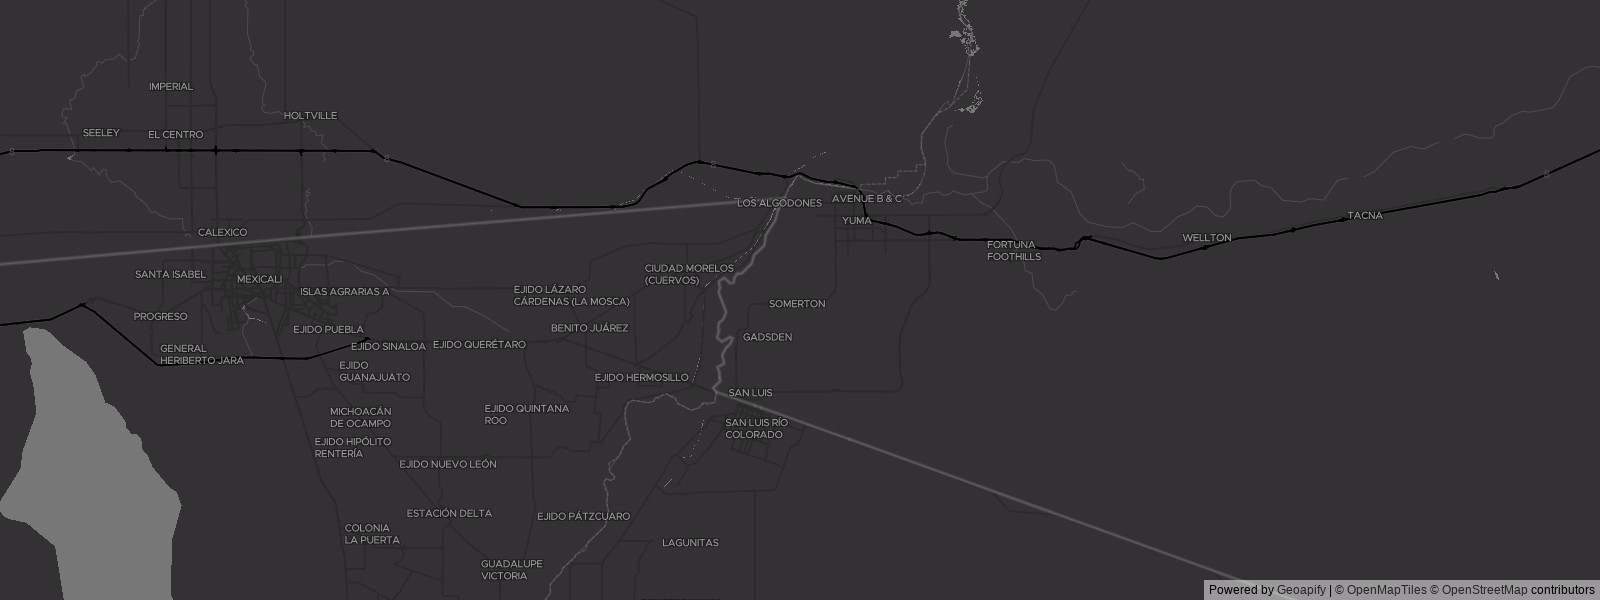 IMPERIAL
HOLTVILLE
SEELEY
EL CENTRO
8
8
8
8
LOS ALGODONES
AVENUE B & C
YUMA
TACNA
CALEXICO
WELLTON
FORTUNA
FOOTHILLS
SANTA ISABEL
MEXICALI
CIUDAD MORELOS
(CUERVOS)
ISLAS AGRARIAS A
EJIDO LÁZARO
CÁRDENAS (LA MOSCA)
SOMERTON
PROGRESO
EJIDO PUEBLA
BENITO JUÁREZ
GADSDEN
GENERAL
HERIBERTO JARA
EJIDO SINALOA
EJIDO QUERÉTARO
EJIDO
GUANAJUATO
EJIDO HERMOSILLO
SAN LUIS
MICHOACÁN
DE OCAMPO
EJIDO QUINTANA
ROO
SAN LUIS RÍO
COLORADO
EJIDO HIPÓLITO
RENTERÍA
EJIDO NUEVO LEÓN
ESTACIÓN DELTA
EJIDO PÁTZCUARO
COLONIA
LA PUERTA
LAGUNITAS
GUADALUPE
VICTORIA
Powered by Geoapify | © OpenMapTiles © OpenStreetMap contributors